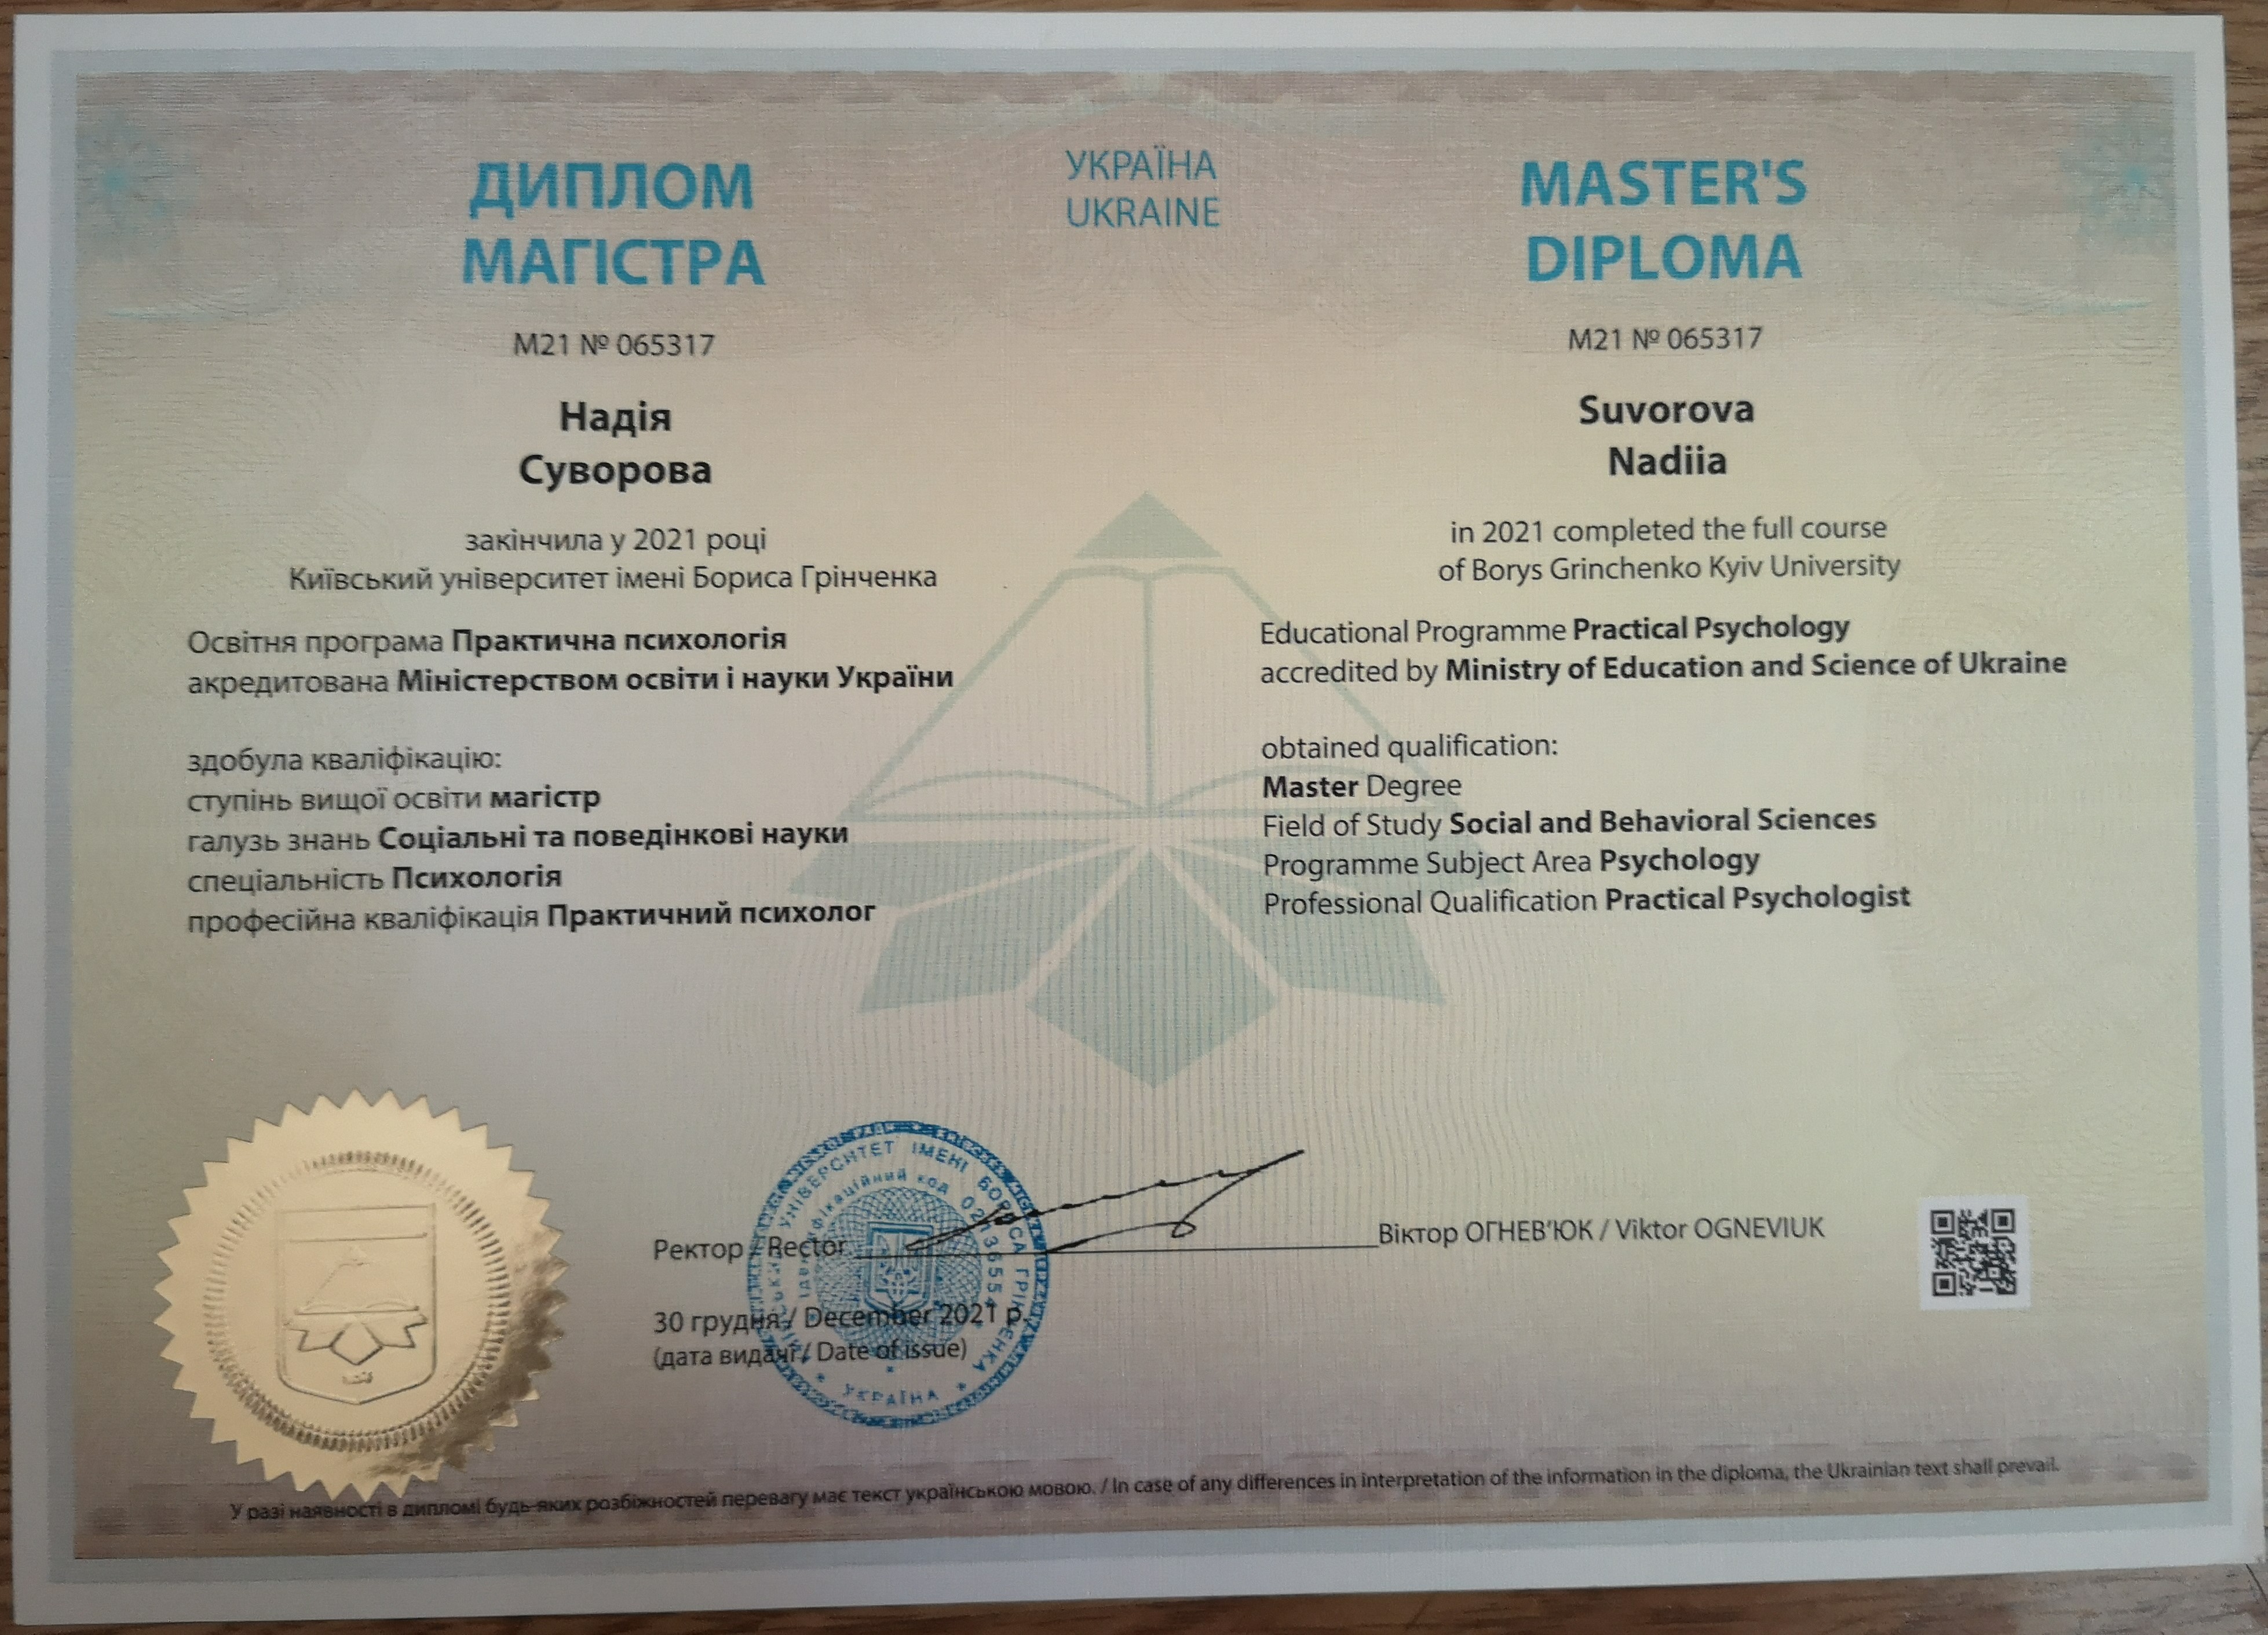 УКРАЇНА
UKRAINE
ДИПЛОМ
МАГІСТРА
М21 № 065317
Надія
Суворова
закінчила у 2021 році
Київський університет імені Бориса Грінченка
Освітня програма Практична психологія
акредитована Міністерством освіти і науки України
здобула кваліфікацію:
ступінь вищої освіти магістр
галузь знань Соціальні та поведінкові науки
спеціальність Психологія
професійна кваліфікація Практичний психолог
MASTER'S
DIPLOMA
M21 № 065317
Suvorova
Nadiia
in 2021 completed the full course
of Borys Grinchenko Kyiv University
Educational Programme Practical Psychology
accredited by Ministry of Education and Science of Ukraine
obtained qualification:
Master Degree
Field of Study Social and Behavioral Sciences
Programme Subject Area Psychology
Professional Qualification Practical Psychologist
Ректор / Rector Віктор ОГНЕВ'ЮК / Viktor OGNEVIUK
30 грудня / December 2021 р.
(дата видачі / Date of issue)
УНІВЕРСИТЕТ ІМЕНІ БОРИСА ГРІНЧЕНКА
УКРАЇНА
У разі наявності в дипломі будь-яких розбіжностей перевагу має текст українською мовою. / In case of any differences in interpretation of the information in the diploma, the Ukrainian text shall prevail.